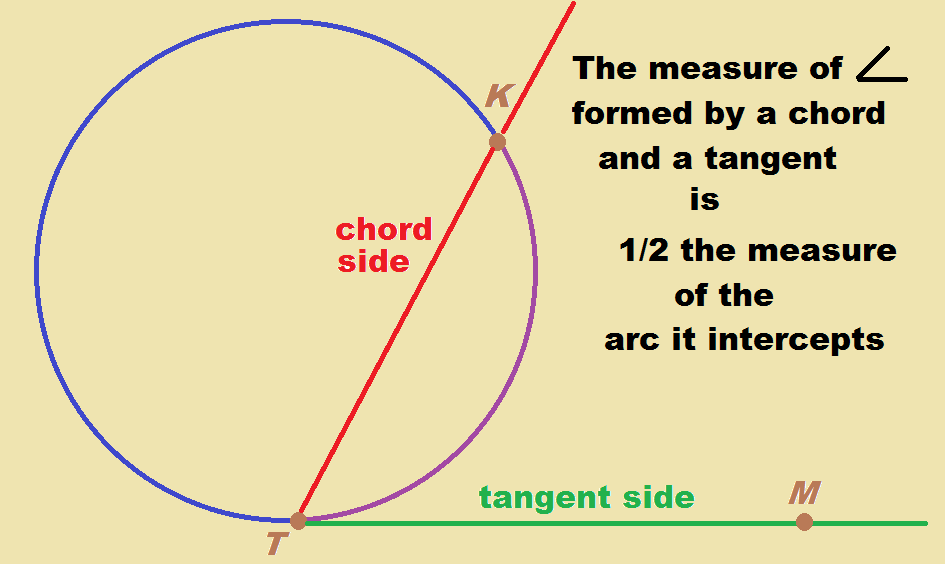 The measure of
K
formed by a chord
and a tangent
is
chord
side
1/2 the measure
of the
arc it intercepts
tangent side
M
T